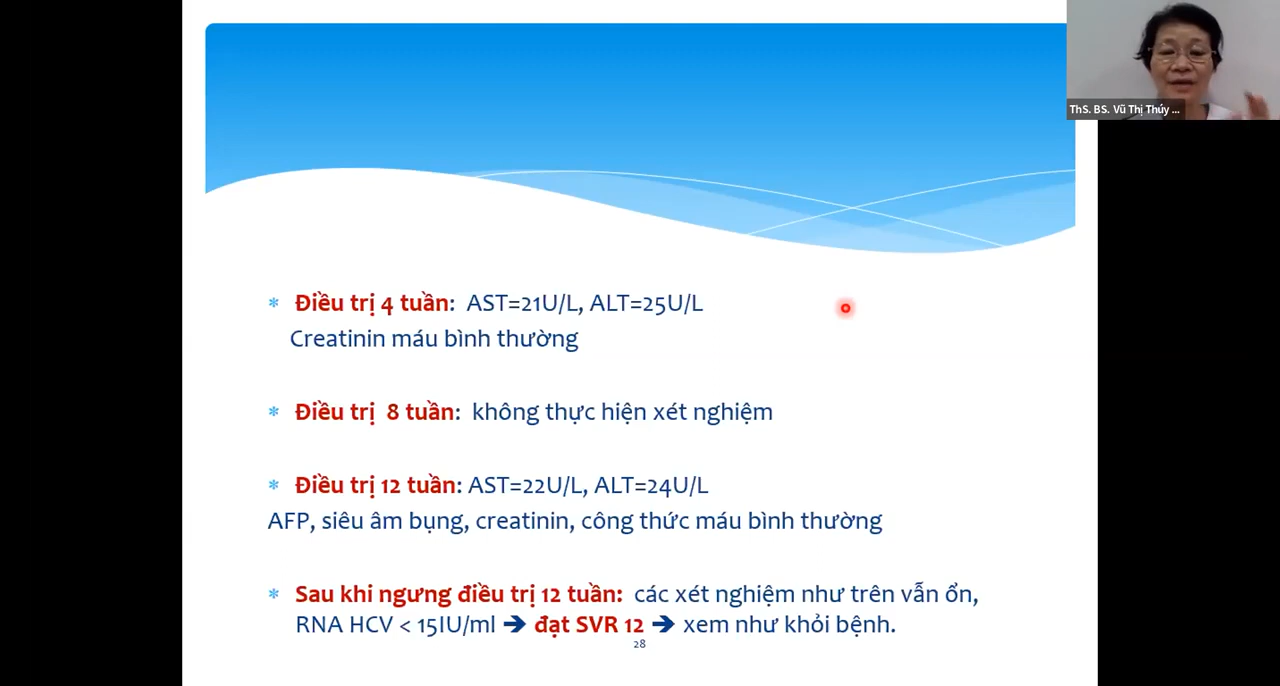 ThS. BS. Vũ Thị Thúy ...
* Điều trị 4 tuần: AST=21U/L, ALT=25U/L
Creatinin máu bình thường
* Điều trị 8 tuần: không thực hiện xét nghiệm
* Điều trị 12 tuần: AST=22U/L, ALT=24U/L
AFP, siêu âm bụng, creatinin, công thức máu bình thường
* Sau khi ngưng điều trị 12 tuần: các xét nghiệm như trên vẫn ổn,
RNA HCV < 15IU/ml ➔ đạt SVR 12 ➔ xem như khỏi bệnh.
28